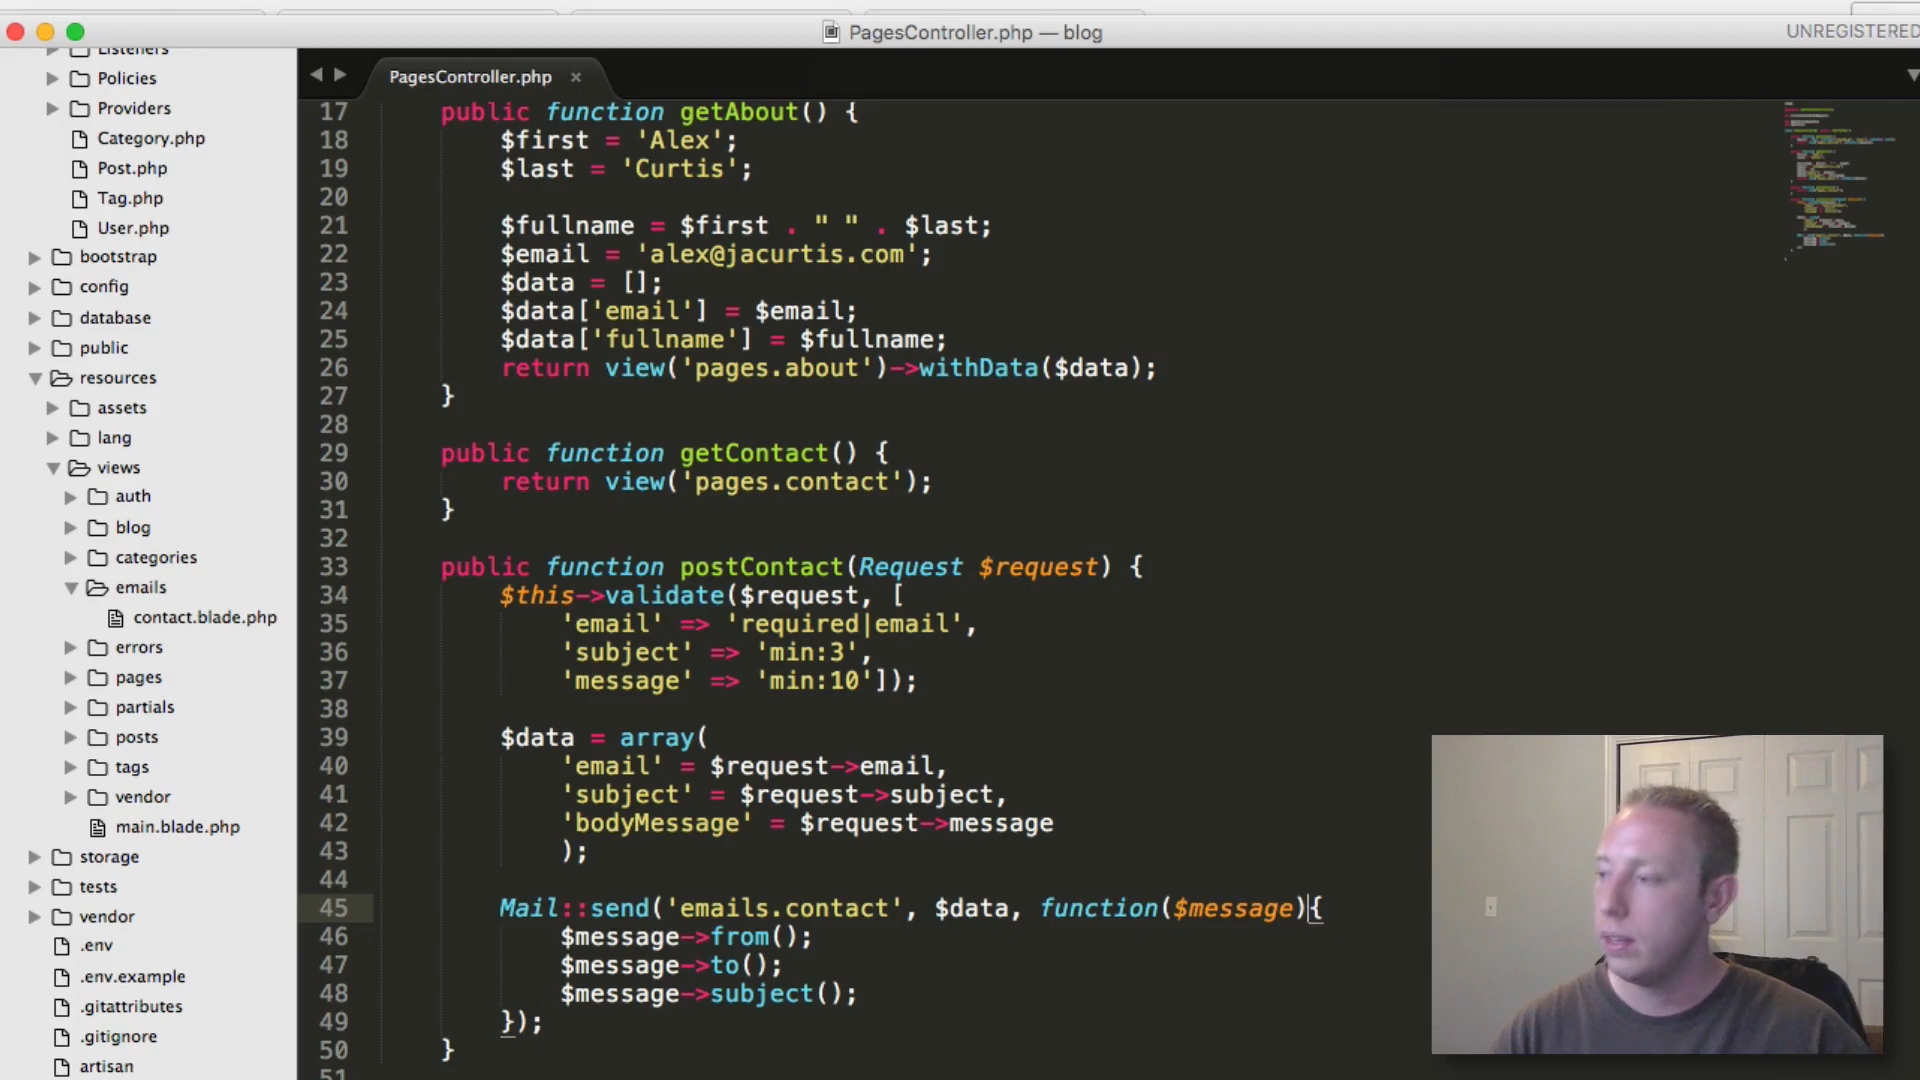 PagesController.php — blog
UNREGISTERED
Listeners
Policies
Providers
Category.php
Post.php
Tag.php
User.php
bootstrap
config
database
public
resources
assets
lang
views
auth
blog
categories
emails
contact.blade.php
errors
pages
partials
posts
tags
vendor
main.blade.php
storage
tests
vendor
.env
.env.example
.gitattributes
.gitignore
artisan
PagesController.php ×
17 public function getAbout() {
18 $first = 'Alex';
19 $last = 'Curtis';
20
21 $fullname = $first . " " . $last;
22 $email = 'alex@jacurtis.com';
23 $data = [];
24 $data['email'] = $email;
25 $data['fullname'] = $fullname;
26 return view('pages.about')->withData($data);
27 }
28
29 public function getContact() {
30 return view('pages.contact');
31 }
32
33 public function postContact(Request $request) {
34 $this->validate($request, [
35 'email' => 'required|email',
36 'subject' => 'min:3',
37 'message' => 'min:10']);
38
39 $data = array(
40 'email' = $request->email,
41 'subject' = $request->subject,
42 'bodyMessage' = $request->message
43 );
44
45 Mail::send('emails.contact', $data, function($message){
46 $message->from();
47 $message->to();
48 $message->subject();
49 });
50 }
51